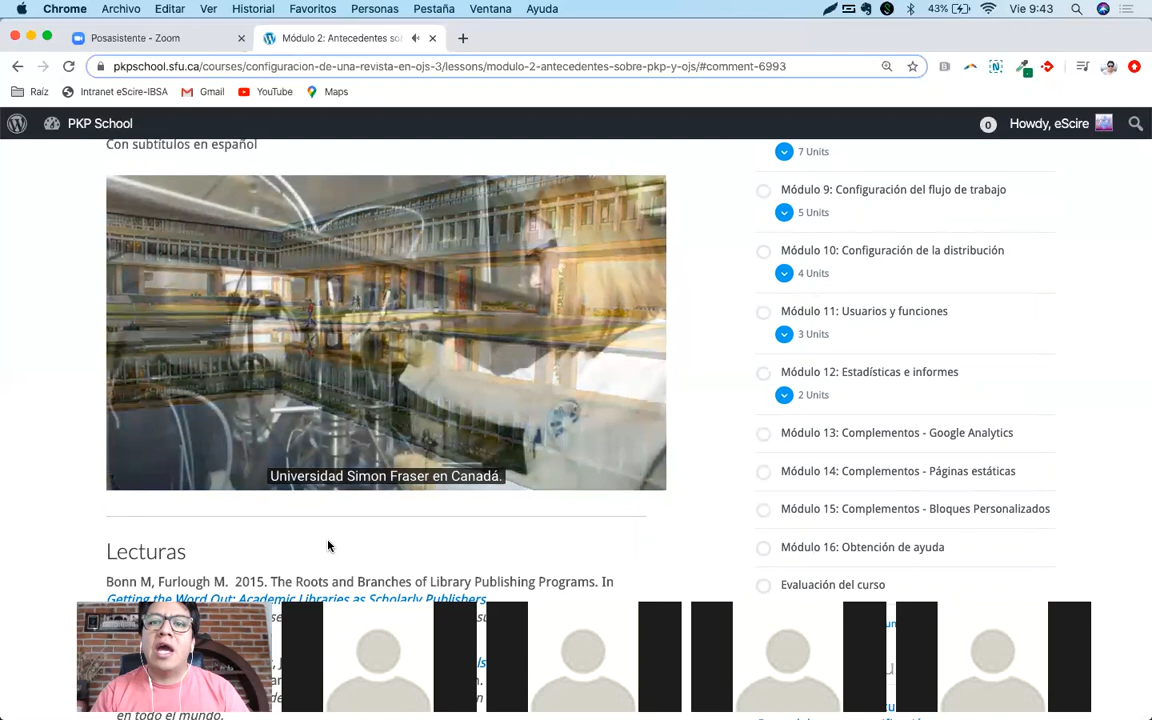 Chrome Archivo Editar Ver Historial Favoritos Personas Pestaña Ventana Ayuda 43% Vie 9:43
Posasistente - Zoom Módulo 2: Antecedentes so
pkpschool.sfu.ca/courses/configuracion-de-una-revista-en-ojs-3/lessons/modulo-2-antecedentes-sobre-pkp-y-ojs/#comment-6993
Raíz Intranet eScire-IBSA Gmail YouTube Maps
PKP School 0 Howdy, eScire
Con subtítulos en español
Universidad Simon Fraser en Canadá.
Lecturas
Bonn M, Furlough M. 2015. The Roots and Branches of Library Publishing Programs. In
Getting the Word Out: Academic Libraries as Scholarly Publishers
en todo el mundo.
7 Units
Módulo 9: Configuración del flujo de trabajo
5 Units
Módulo 10: Configuración de la distribución
4 Units
Módulo 11: Usuarios y funciones
3 Units
Módulo 12: Estadísticas e informes
2 Units
Módulo 13: Complementos - Google Analytics
Módulo 14: Complementos - Páginas estáticas
Módulo 15: Complementos - Bloques Personalizados
Módulo 16: Obtención de ayuda
Evaluación del curso